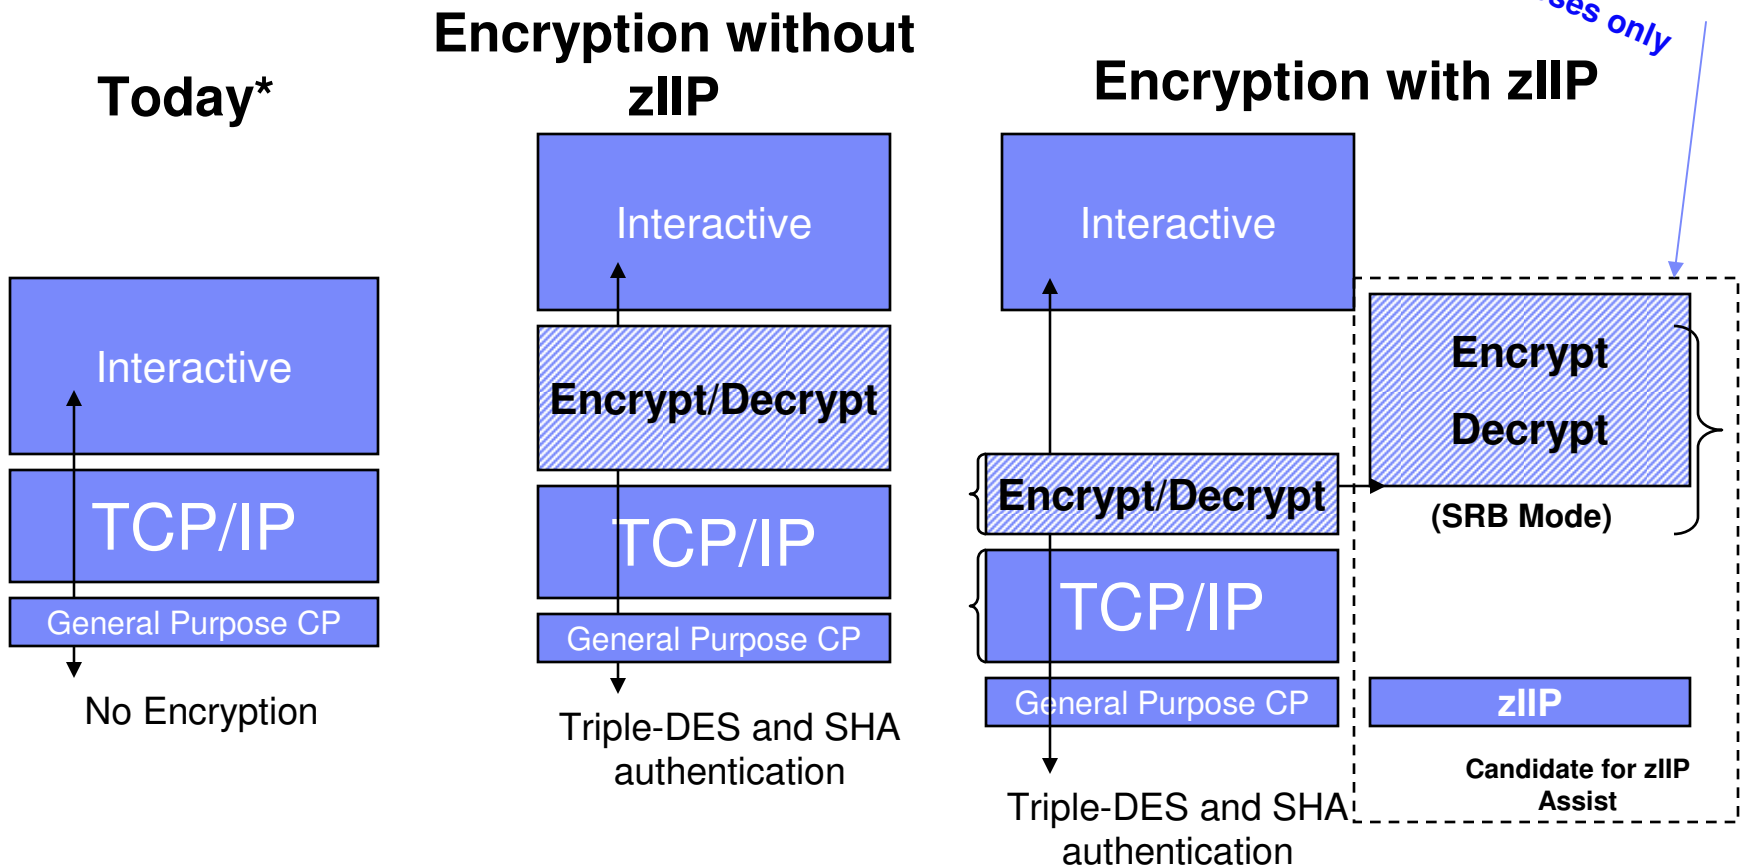 only
Today*
Interactive
TCP/IP
General Purpose CP
No Encryption
Encryption without
zIIP
Interactive
Encrypt/Decrypt
TCP/IP
General Purpose CP
Triple-DES and SHA
authentication
Encryption with zIIP
Interactive
Encrypt/Decrypt
TCP/IP
General Purpose CP
Triple-DES and SHA
authentication
Encrypt
Decrypt
(SRB Mode)
zIIP
Candidate for zIIP
Assist